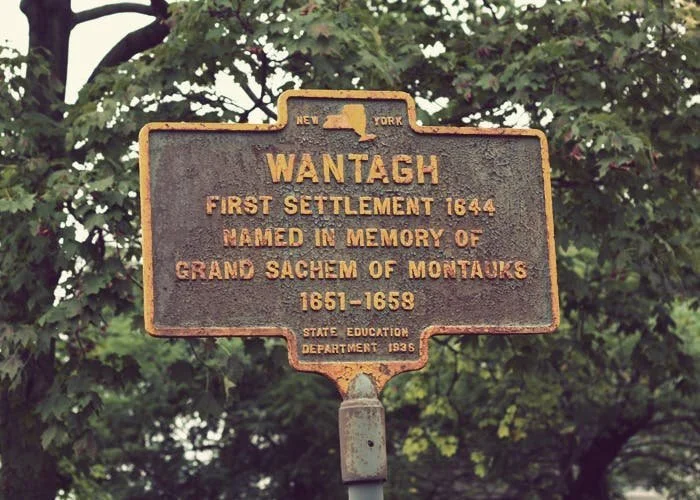 NEW YORK
WANTAGH
FIRST SETTLEMENT 1644
NAMED IN MEMORY OF
GRAND SACHEM OF MONTAUKS
1651-1659
STATE EDUCATION
DEPARTMENT 1936